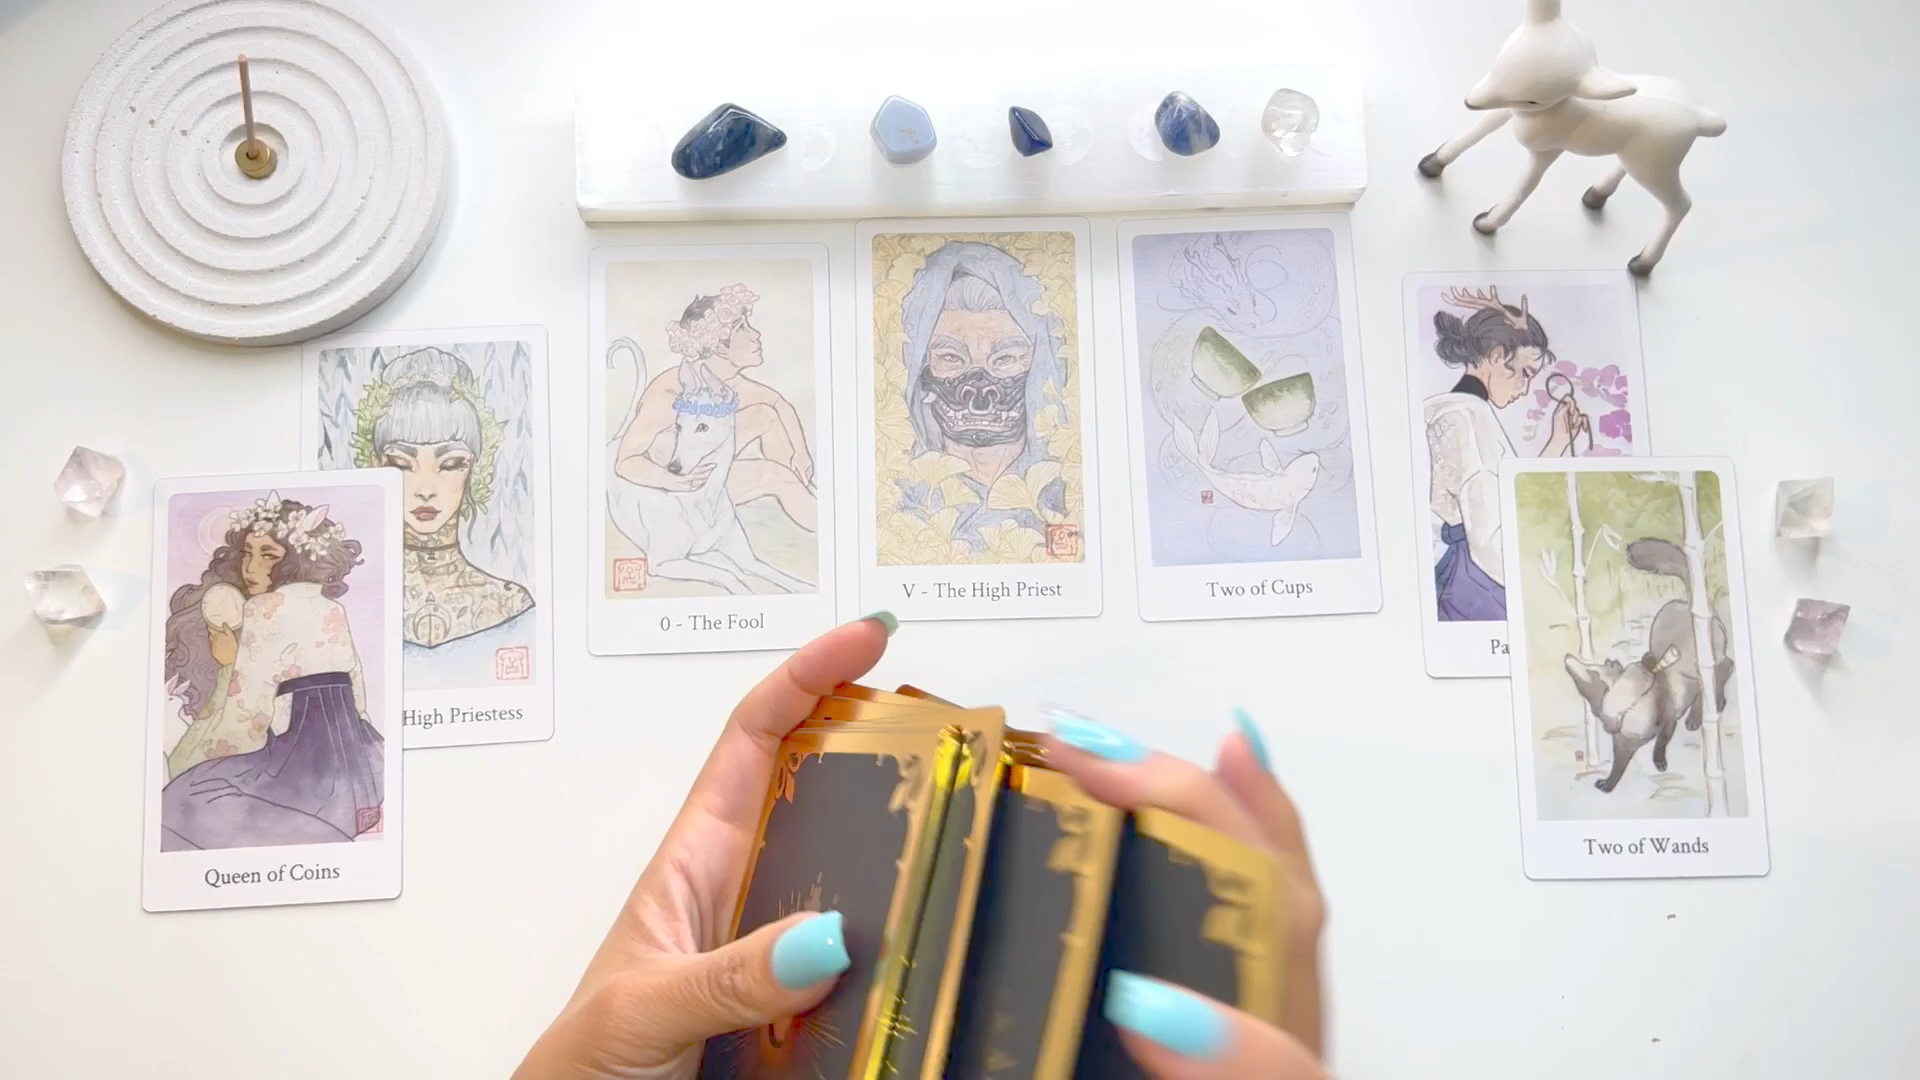 Queen of Coins
High Priestess
0 - The Fool
V - The High Priest
Two of Cups
Pa
Two of Wands